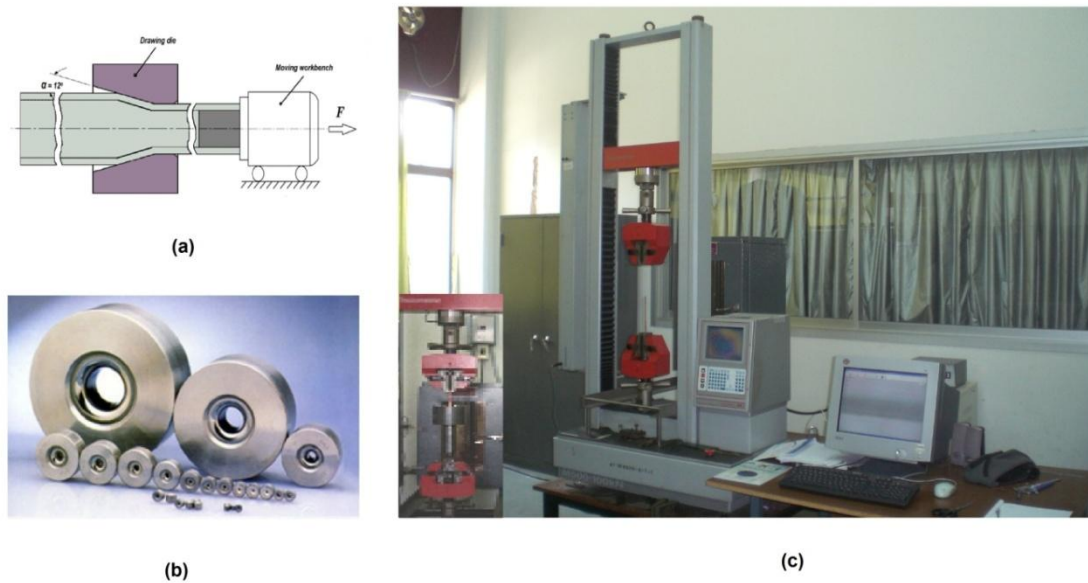 Drawing die
Moving workbench
α = 12°
F
(a)
(b)
(c)